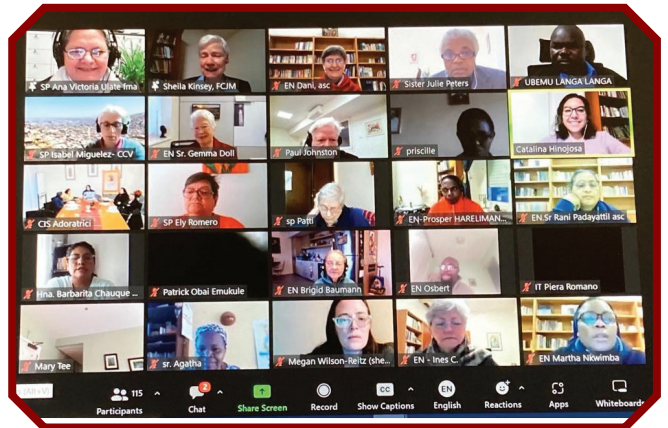 SP Ana Victoria Ulate Ima
Sheila Kinsey, FCJM
EN Dani, asc
Sister Julie Peters
UBEMU LANGA LANGA
SP Isabel Miguelez- CCV
EN Sr. Gemma Doll
Paul Johnston
priscille
Catalina Hinojosa
CIS Adoratrici
SP Ely Romero
sp Patti
EN- Prosper HARELIMAN...
EN.Sr Rani Padayattil asc
Hna. Barbarita Chauque ...
Patrick Obai Emukule
EN Brigid Baumann
EN Osbert
IT Piera Romano
Mary Tee
sr. Agatha
Megan Wilson-Reitz (she...
EN - Ines C.
EN Martha Nkwimba
115
2
CC
EN
Participants
Chat
Share Screen
Record
Show Captions
English
Reactions
Apps
Whiteboards